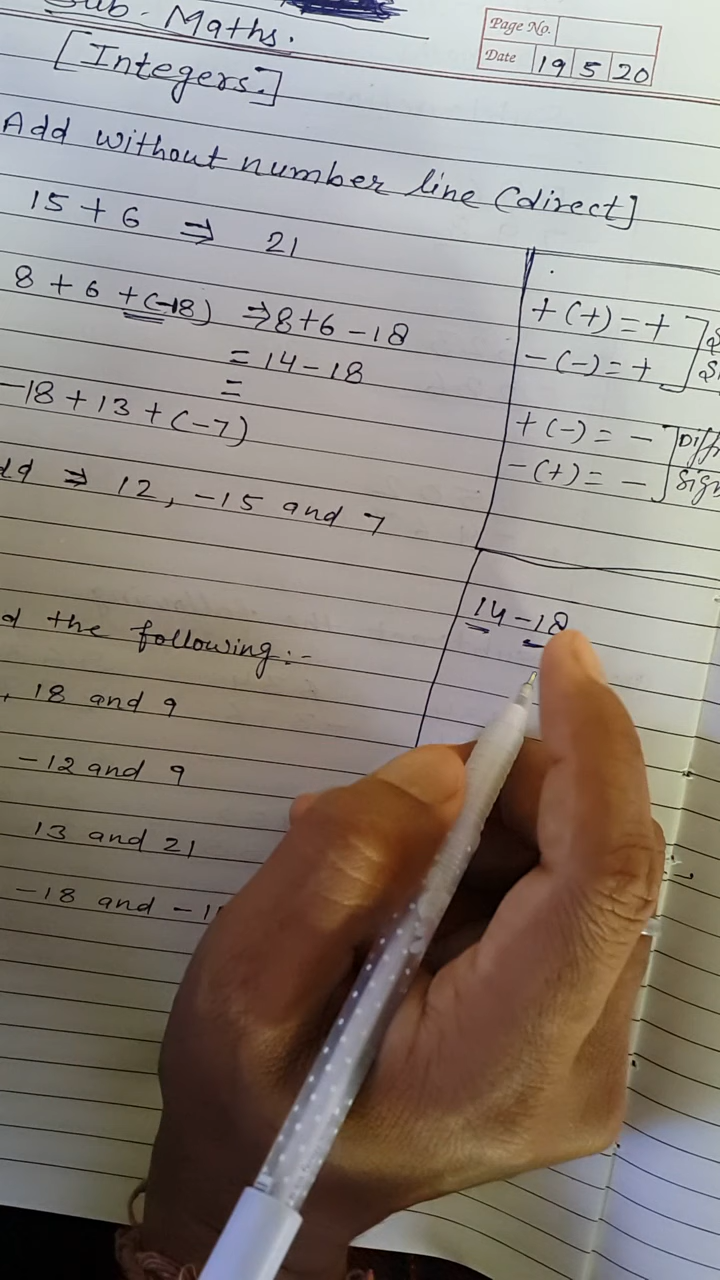 Sub - Maths.
Page No.
Date 19 5 20
[Integers.]
Add without number line (direct]
15 + 6 ⇒ 21
8 + 6 + (-18) ⇒ 8+6-18
= 14-18
=
-18 + 13 + (-7)
⇒ 12, -15 and 7
+ (+) = +
- (-) = +
+ (-) = -
- (+) = -
14 - 18
the following:-
18 and 9
-12 and 9
13 and 21
-18 and